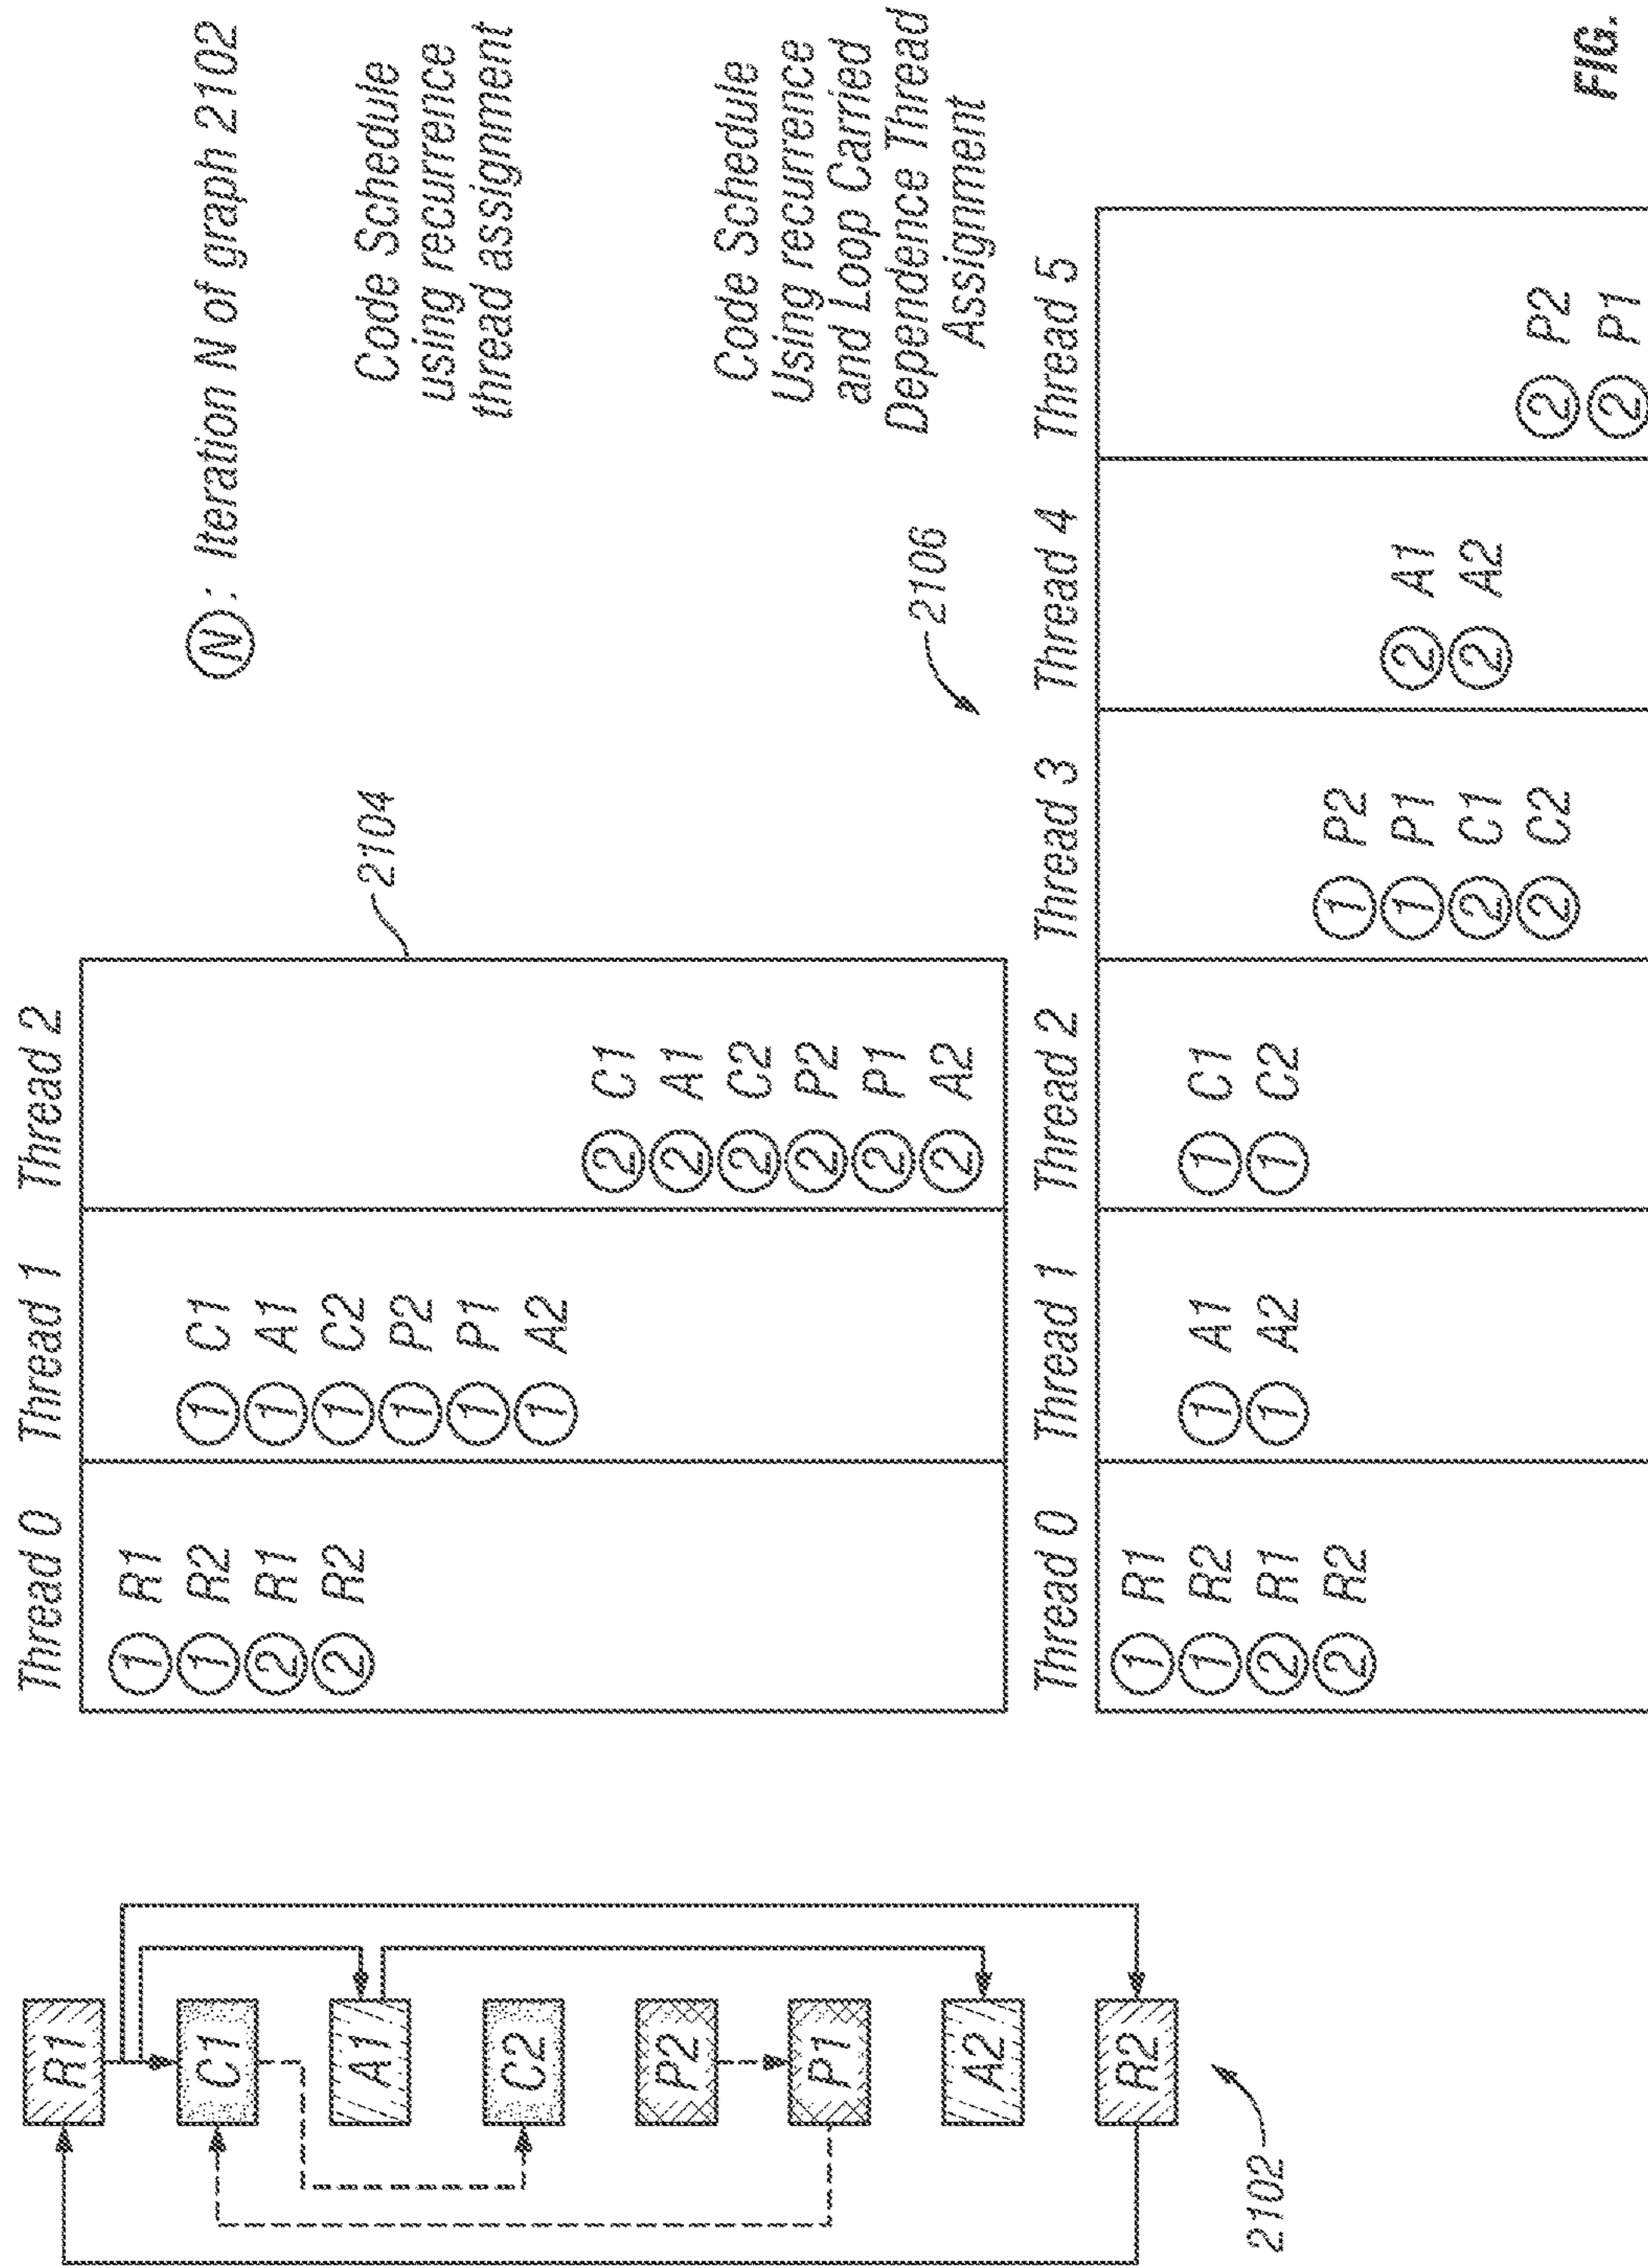 R1
C1
A1
C2
P2
P1
A2
R2
2102
Thread 0 Thread 1 Thread 2
1 R1
1 R2
2 R1
2 R2
1 C1
1 A1
1 C2
1 P2
1 P1
1 A2
2 C1
2 A1
2 C2
2 P2
2 P1
2 A2
2104
N : Iteration N of graph 2102
Code Schedule
using recurrence
thread assignment
Code Schedule
Using recurrence
and Loop Carried
Dependence Thread
Assignment
2106
Thread 0 Thread 1 Thread 2 Thread 3 Thread 4 Thread 5
1 R1
1 R2
2 R1
2 R2
1 A1
1 A2
1 C1
1 C2
1 P2
1 P1
2 C1
2 C2
2 A1
2 A2
2 P2
2 P1
FIG.